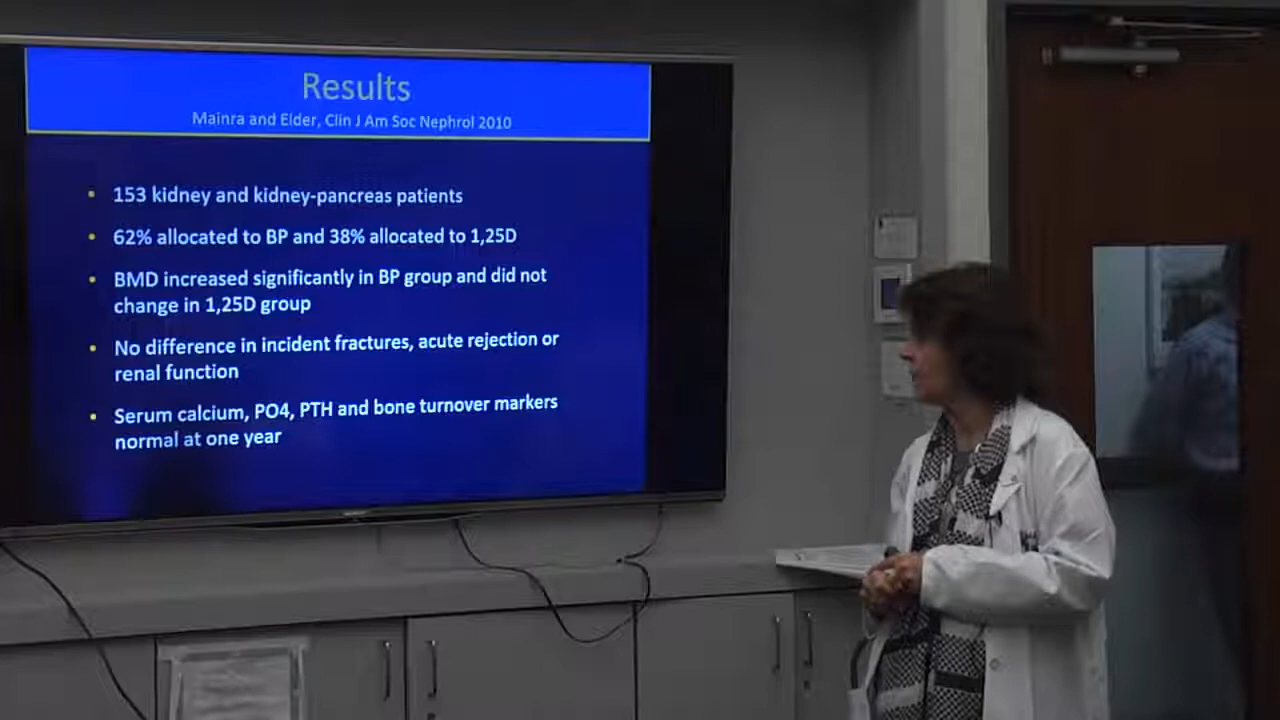 Results
Mainra and Elder, Clin J Am Soc Nephrol 2010
• 153 kidney and kidney-pancreas patients
• 62% allocated to BP and 38% allocated to 1,25D
• BMD increased significantly in BP group and did not
change in 1,25D group
• No difference in incident fractures, acute rejection or
renal function
• Serum calcium, PO4, PTH and bone turnover markers
normal at one year